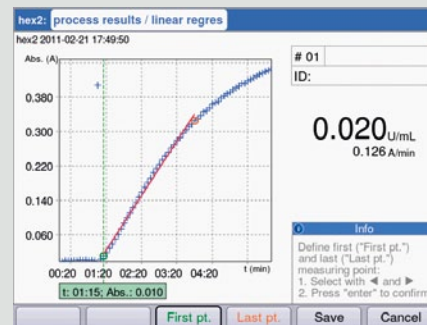 hex2: process results / linear regres
hex2 2011-02-21 17:49:50
Abs. (A)
0.380
0.300
0.220
0.140
0.060
00:20 01:20 02:20 03:20 04:20 t (min)
t: 01:15; Abs.: 0.010
# 01
ID:
0.020 U/mL
0.126 A/min
Info
Define first ("First pt.")
and last ("Last pt.")
measuring point:
1. Select with ◄ and ►
2. Press "enter" to confirm
First pt. Last pt. Save Cancel